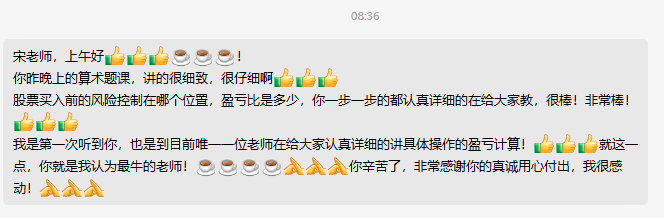 08:36
宋老师，上午好👍👍👍☕☕☕！
你昨晚上的算术题课，讲的很细致，很仔细啊👍👍👍
股票买入前的风险控制在哪个位置，盈亏比是多少，你一步一步的都认真详细的在给大家教，很棒！非常棒！
👍👍👍
我是第一次听到你，也是到目前唯一一位老师在给大家认真详细的讲具体操作的盈亏计算！👍👍👍就这一
点，你就是我认为最牛的老师！☕☕☕☕🙏🙏🙏你辛苦了，非常感谢你的真诚用心付出，我很感
动！🙏🙏🙏